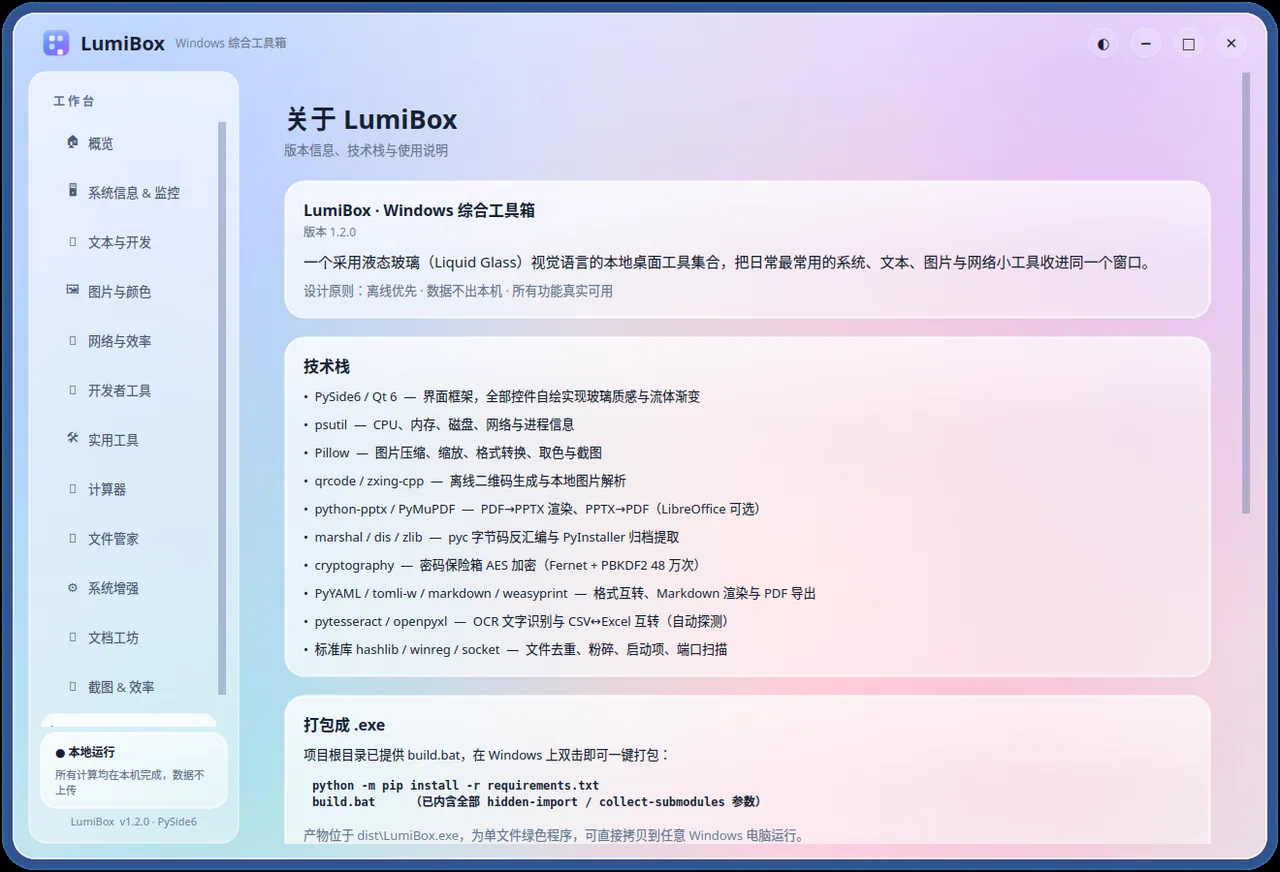 LumiBox Windows 综合工具箱
工作台
概览
系统信息 & 监控
文本与开发
图片与颜色
网络与效率
开发者工具
实用工具
计算器
文件管家
系统增强
文档工坊
截图 & 效率
● 本地运行
所有计算均在本机完成，数据不
上传
LumiBox v1.2.0 · PySide6
关于 LumiBox
版本信息、技术栈与使用说明
LumiBox · Windows 综合工具箱
版本 1.2.0
一个采用液态玻璃（Liquid Glass）视觉语言的本地桌面工具集合，把日常最常用的系统、文本、图片与网络小工具收进同一个窗口。
设计原则：离线优先 · 数据不出本机 · 所有功能真实可用
技术栈
• PySide6 / Qt 6 — 界面框架，全部控件自绘实现玻璃质感与流体渐变
• psutil — CPU、内存、磁盘、网络与进程信息
• Pillow — 图片压缩、缩放、格式转换、取色与截图
• qrcode / zxing-cpp — 离线二维码生成与本地图片解析
• python-pptx / PyMuPDF — PDF→PPTX 渲染、PPTX→PDF（LibreOffice 可选）
• marshal / dis / zlib — pyc 字节码反汇编与 PyInstaller 归档提取
• cryptography — 密码保险箱 AES 加密（Fernet + PBKDF2 48 万次）
• PyYAML / tomli-w / markdown / weasyprint — 格式互转、Markdown 渲染与 PDF 导出
• pytesseract / openpyxl — OCR 文字识别与 CSV↔Excel 互转（自动探测）
• 标准库 hashlib / winreg / socket — 文件去重、粉碎、启动项、端口扫描
打包成 .exe
项目根目录已提供 build.bat，在 Windows 上双击即可一键打包：
python -m pip install -r requirements.txt
build.bat （已内含全部 hidden-import / collect-submodules 参数）
产物位于 dist\LumiBox.exe，为单文件绿色程序，可直接拷贝到任意 Windows 电脑运行。